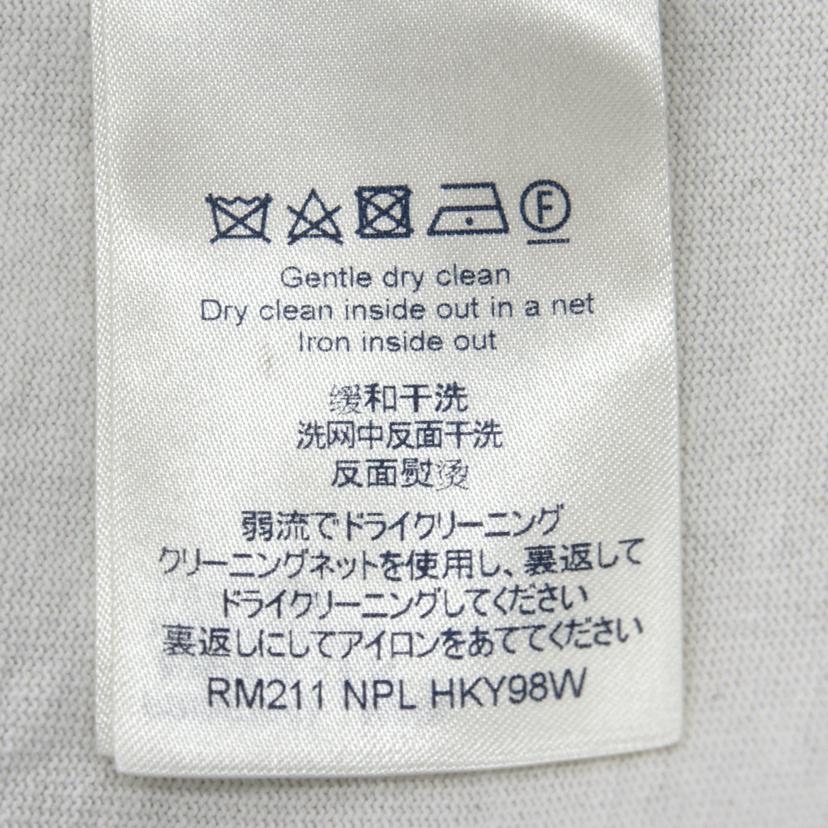 F
Gentle dry clean
Dry clean inside out in a net
Iron inside out
缓和干洗
洗网中反面干洗
反面熨烫
弱流でドライクリーニング
クリーニングネットを使用し、裏返して
ドライクリーニングしてください
裏返しにしてアイロンをあててください
RM211 NPL HKY98W